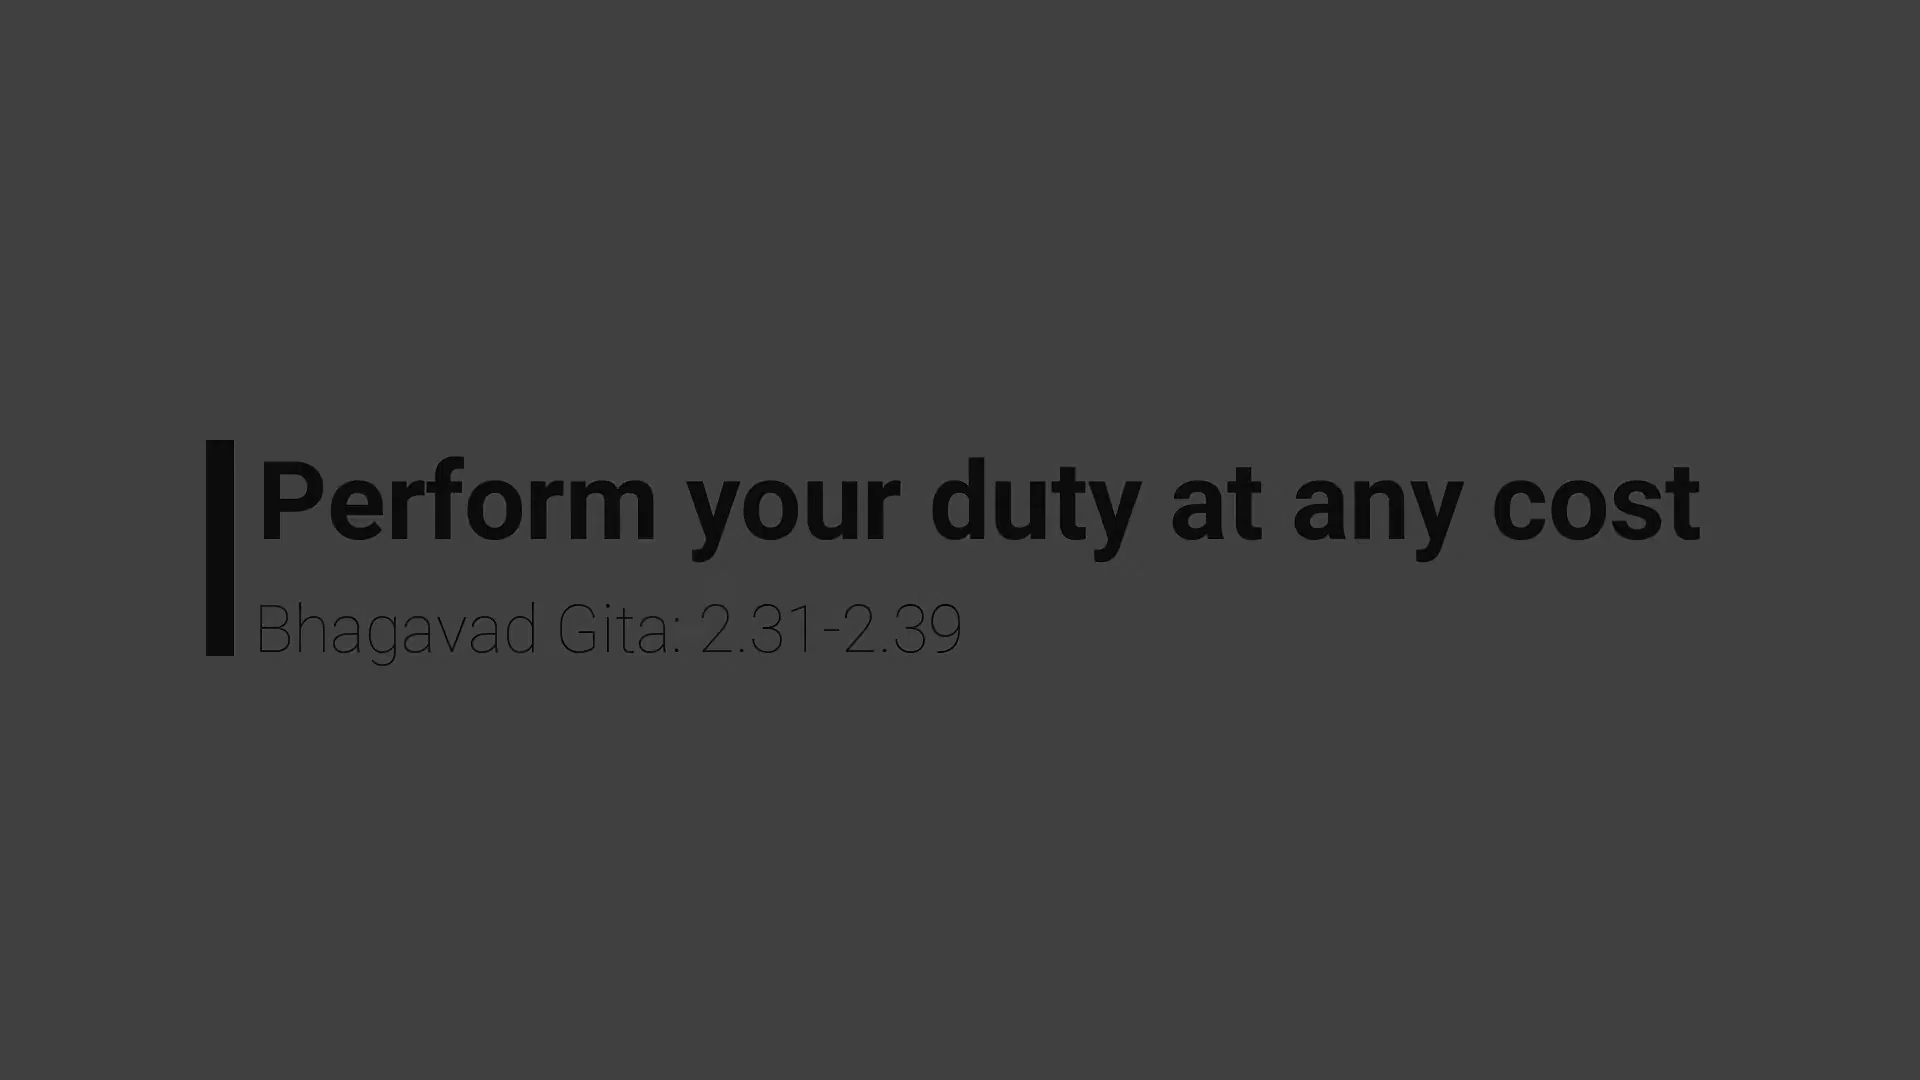 Perform your duty at any cost
Bhagavad Gita: 2.31-2.39